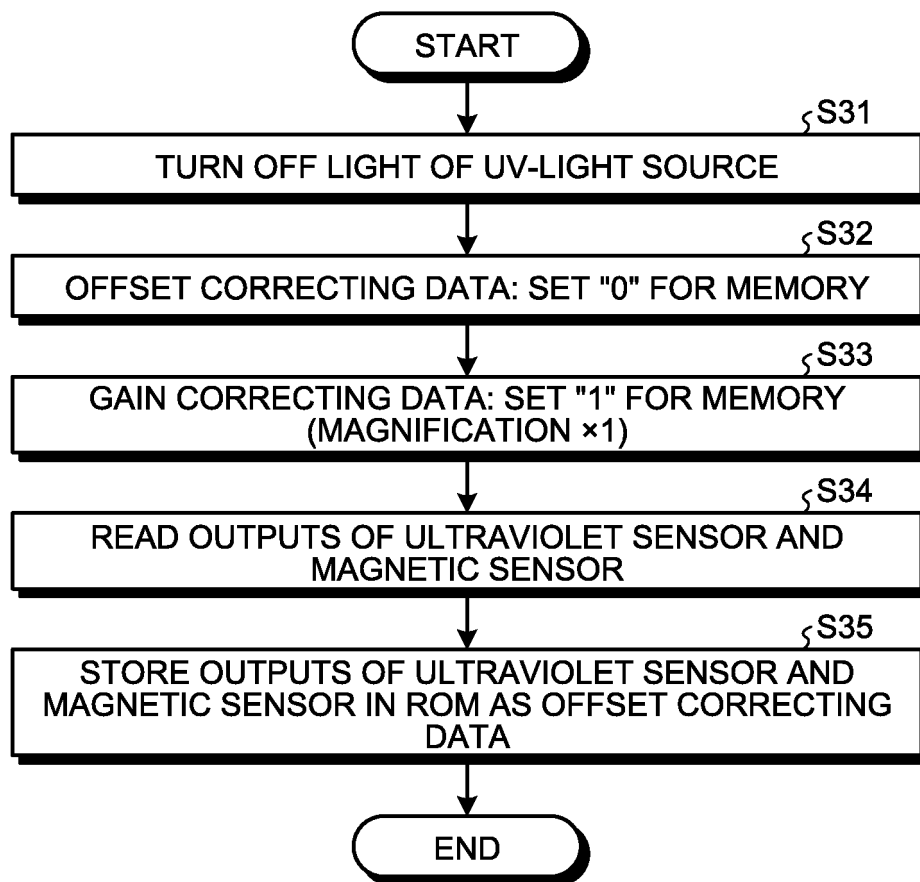 START
S31
TURN OFF LIGHT OF UV-LIGHT SOURCE
S32
OFFSET CORRECTING DATA: SET "0" FOR MEMORY
S33
GAIN CORRECTING DATA: SET "1" FOR MEMORY
(MAGNIFICATION ×1)
S34
READ OUTPUTS OF ULTRAVIOLET SENSOR AND
MAGNETIC SENSOR
S35
STORE OUTPUTS OF ULTRAVIOLET SENSOR AND
MAGNETIC SENSOR IN ROM AS OFFSET CORRECTING
DATA
END